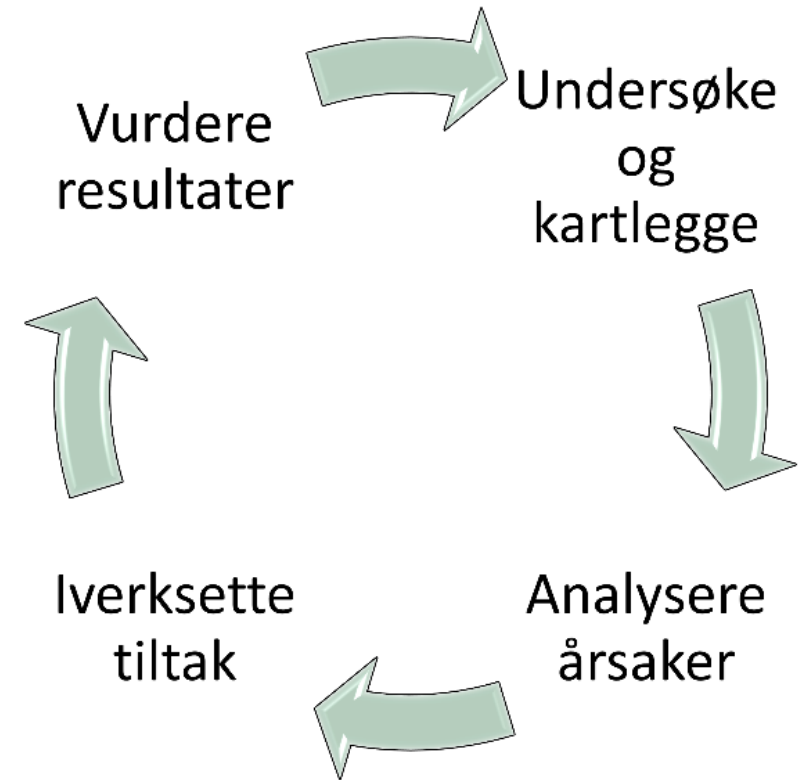 Vurdere
resultater
Undersøke
og
kartlegge
Iverksette
tiltak
Analysere
årsaker